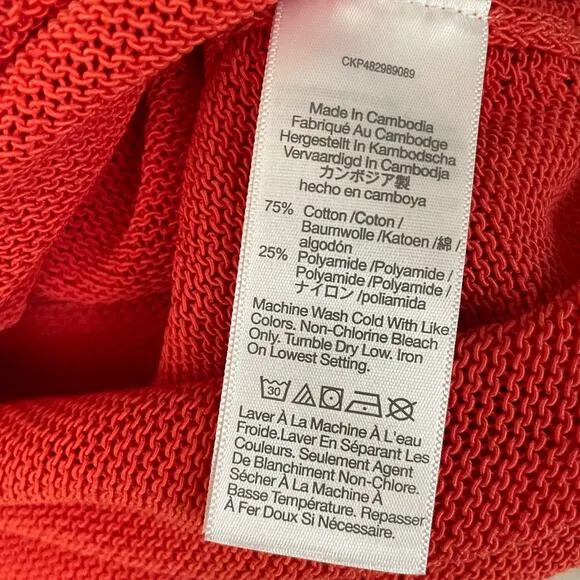 CKP482989089
Made In Cambodia
Fabriqué Au Cambodge
Hergestellt In Kambodscha
Vervaardigd In Cambodja
カンボジア製
hecho en camboya
75% Cotton /Coton /
Baumwolle /Katoen /綿 /
algodón
25% Polyamide /Polyamide /
Polyamide /Polyamide /
ナイロン /poliamida
Machine Wash Cold With Like
Colors. Non-Chlorine Bleach
Only. Tumble Dry Low. Iron
On Lowest Setting.
30
Laver À La Machine À L'eau
Froide.Laver En Séparant Les
Couleurs. Seulement Agent
De Blanchiment Non-Chlore.
Sécher À La Machine À
Basse Température. Repasser
À Fer Doux Si Nécessaire.